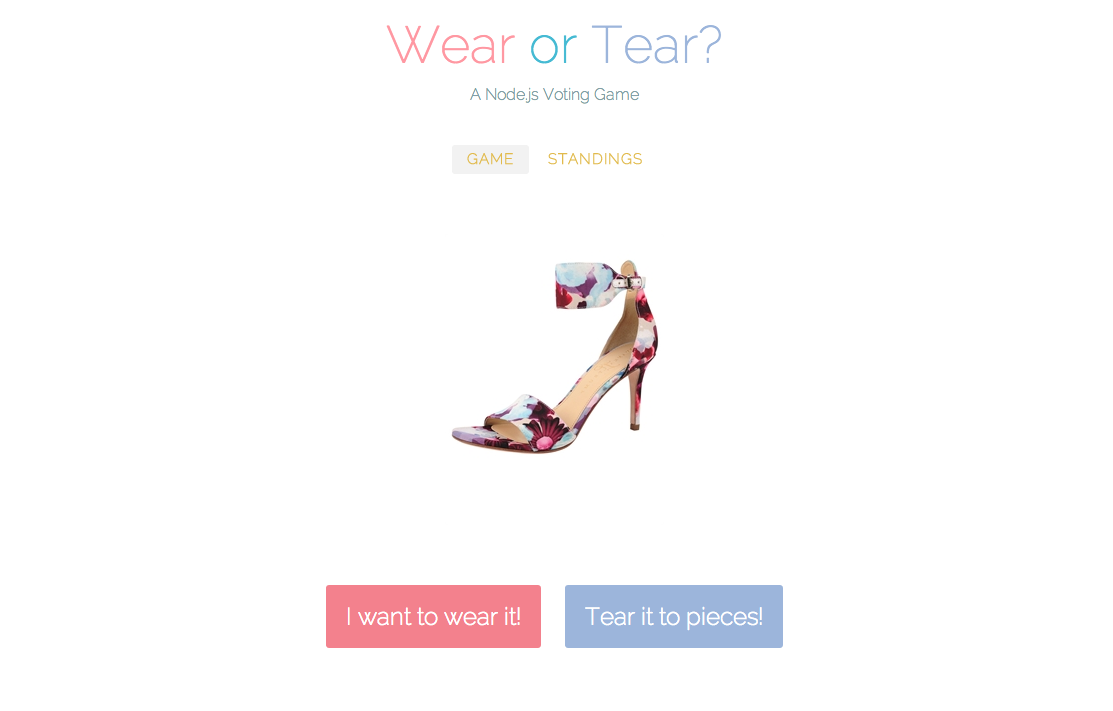 Wear or Tear?
A Node.js Voting Game
GAME STANDINGS
I want to wear it! Tear it to pieces!